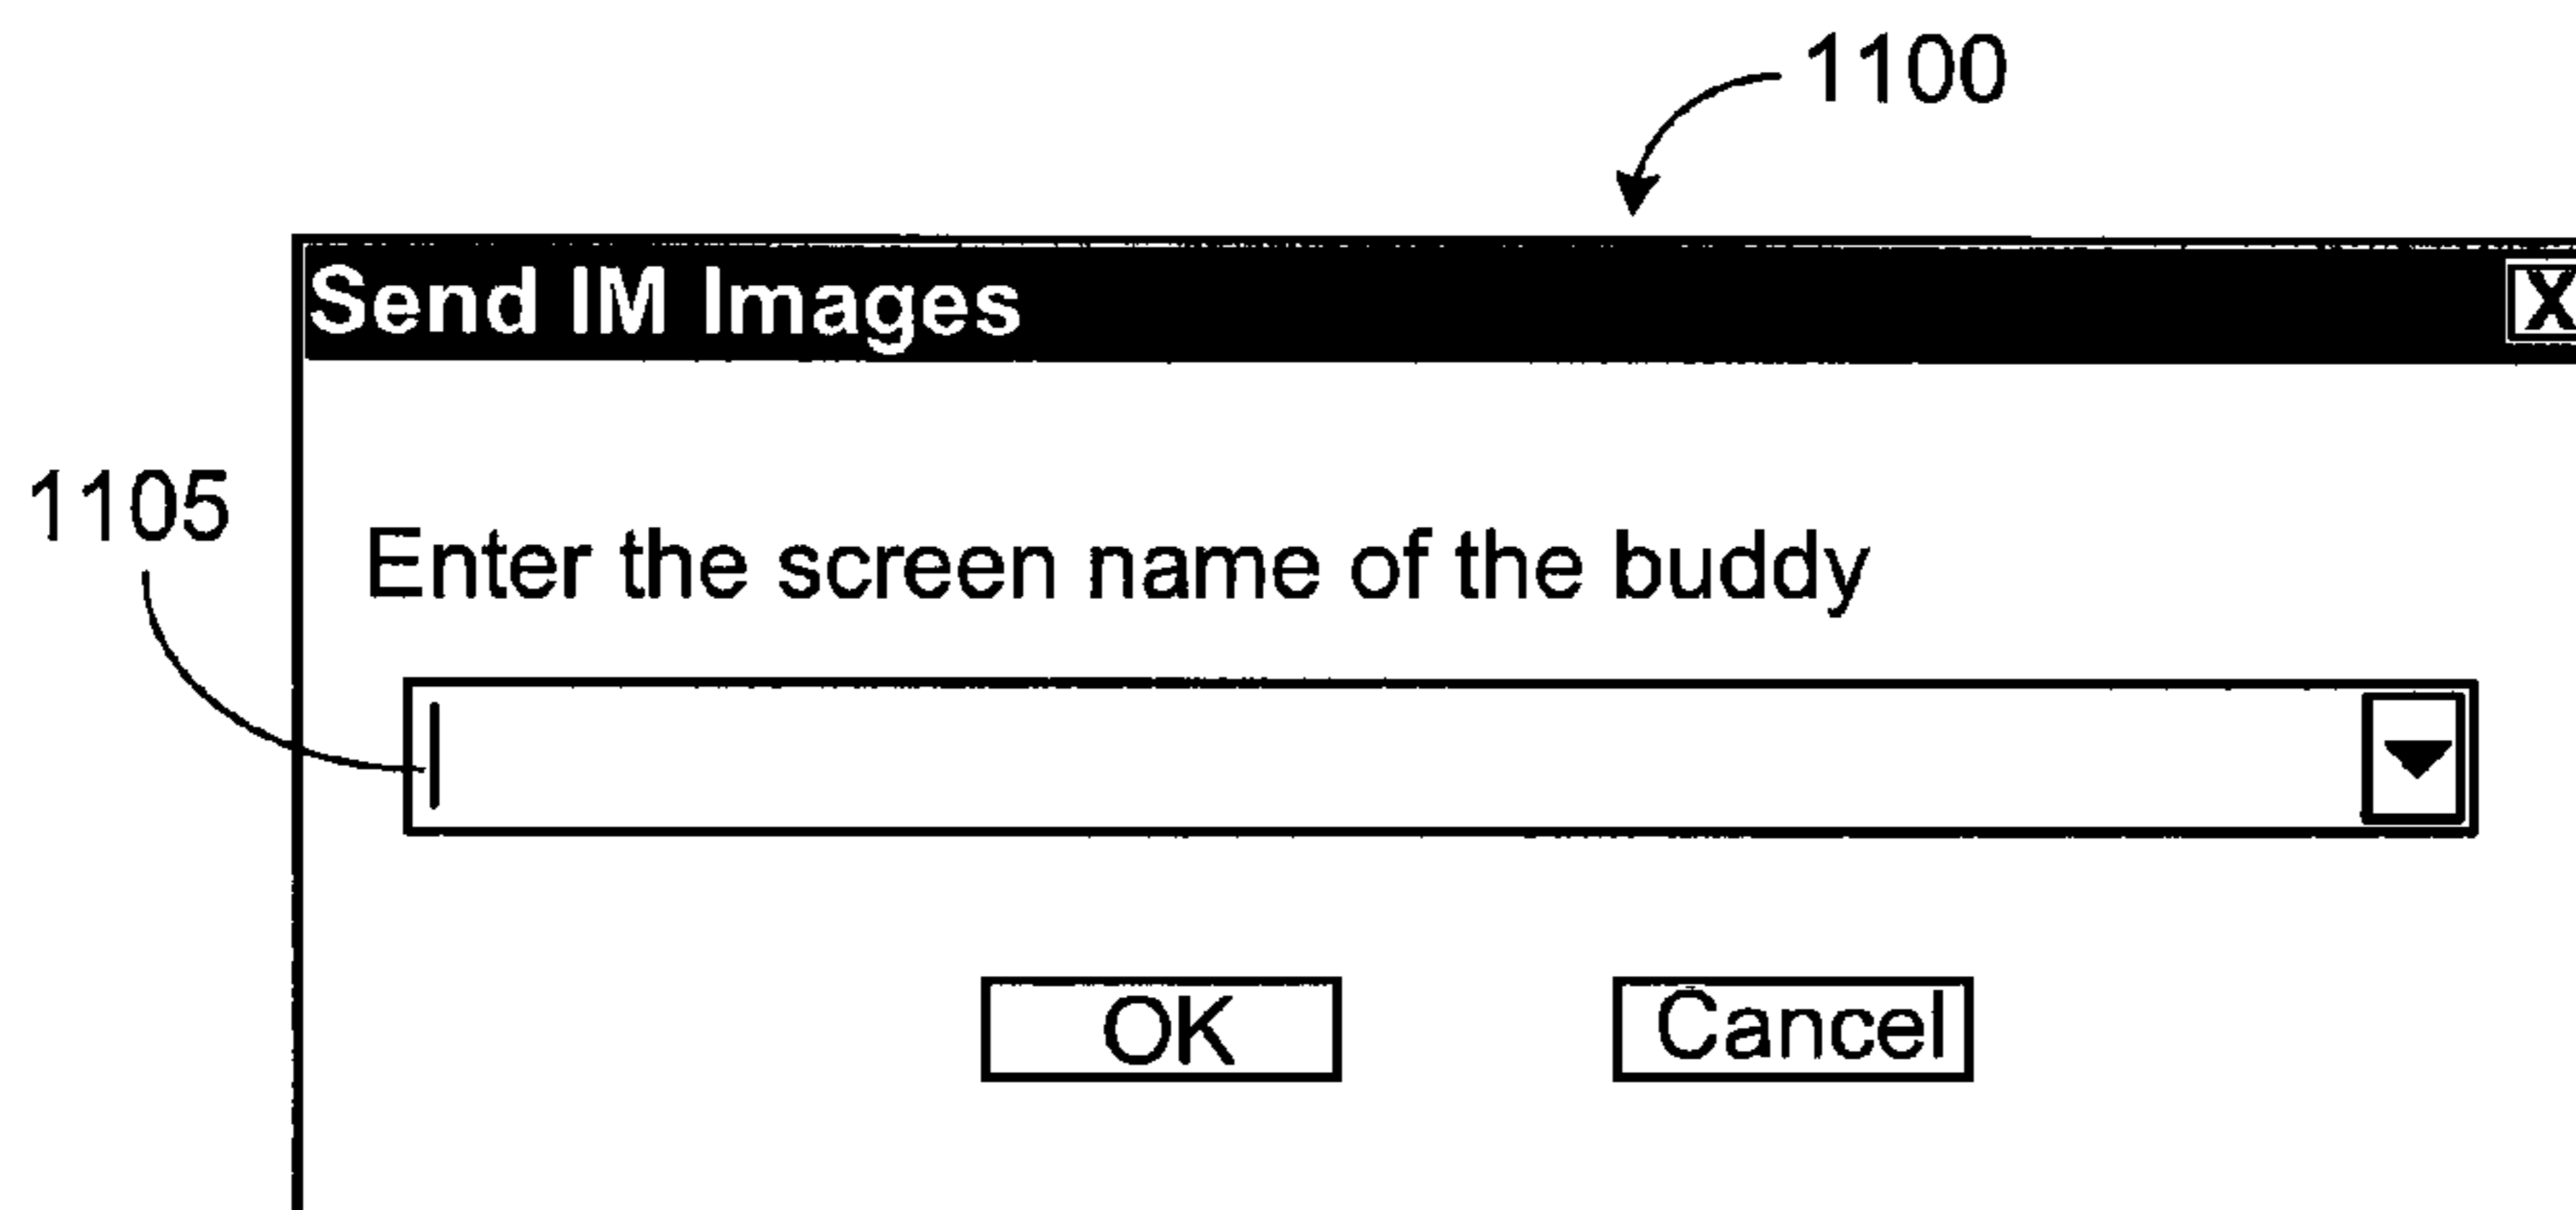 1100
Send IM Images X
1105
Enter the screen name of the buddy
OK Cancel